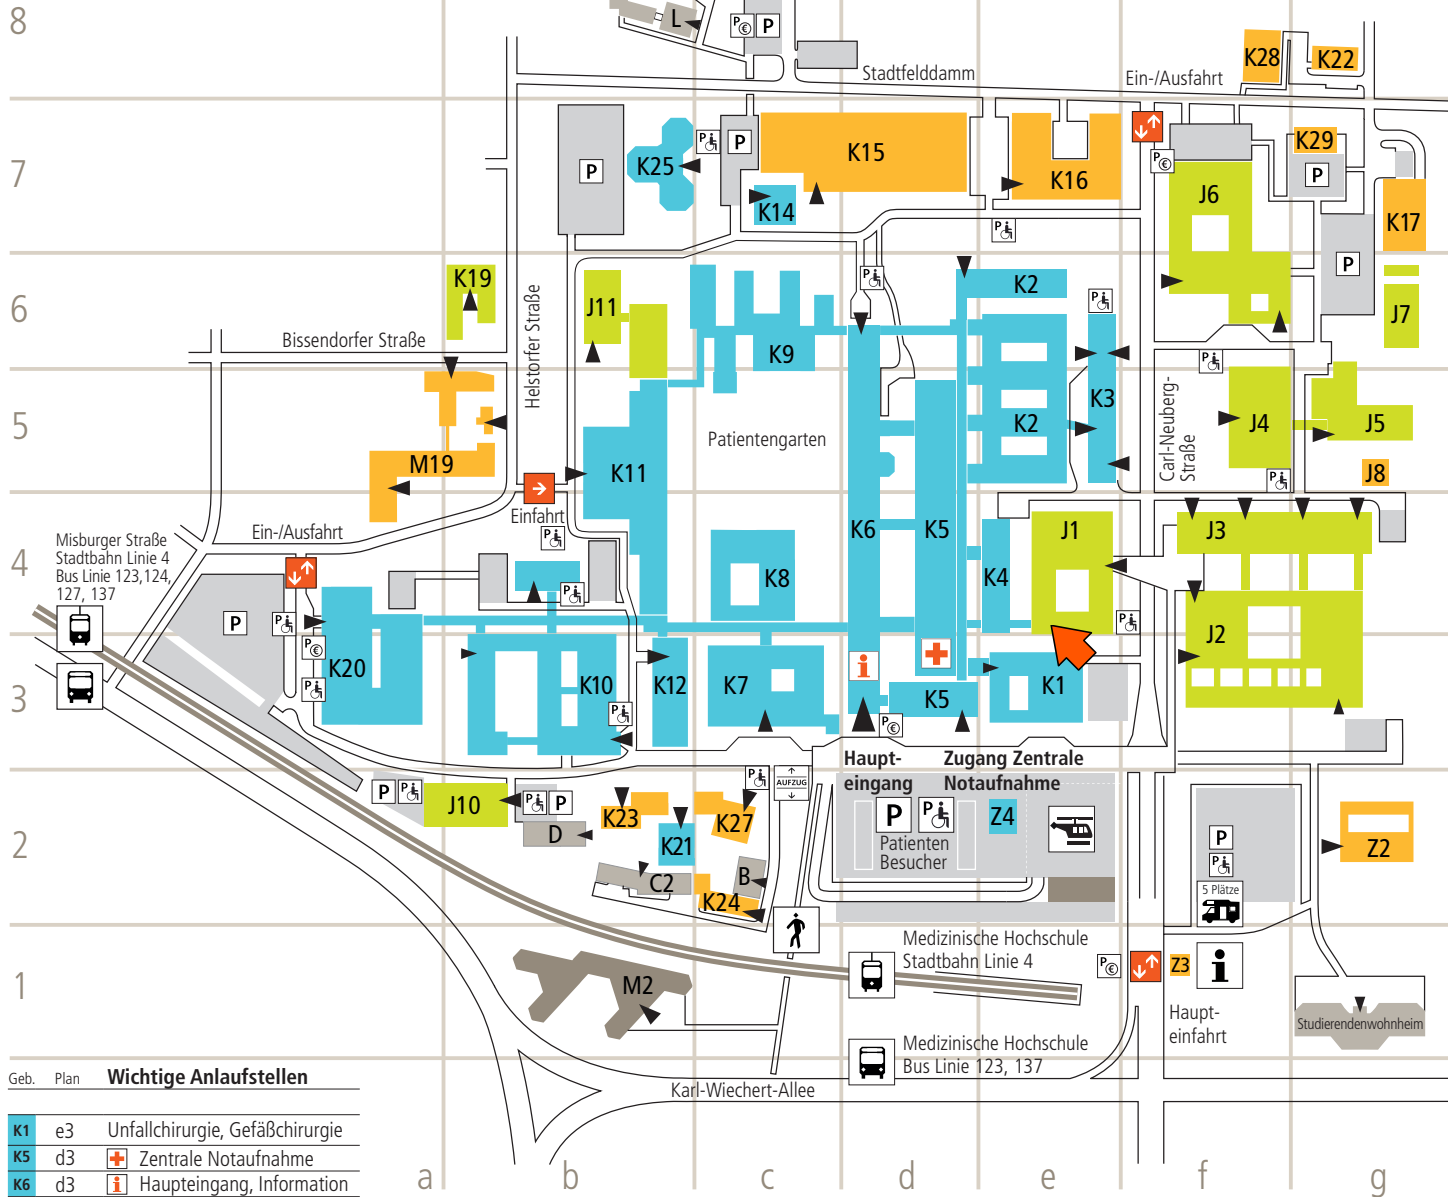 8
L
P€
P
Stadtfelddamm
Ein-/Ausfahrt
K28
K22
7
P
K25
P
P
K14
K15
K16
P€
J6
K29
P
K17
P
P
6
K19
Helstorfer Straße
J11
K9
P
K2
P
P
J7
Bissendorfer Straße
5
M19
K11
Patientengarten
K2
K3
Carl-Neuberg-
Straße
P
J4
J5
J8
P
Einfahrt
Ein-/Ausfahrt
4
Misburger Straße
Stadtbahn Linie 4
Bus Linie 123,124,
127, 137
P
P
P
P
K8
K6
K5
K4
J1
J3
P
3
P€
P
K20
K10
P
K12
K7
i
K5
P€
K1
J2
Haupt-
eingang
Zugang Zentrale
Notaufnahme
2
P
P
J10
P
P
D
K23
K21
K27
P
AUFZUG
C2
B
K24
P
P
Patienten
Besucher
Z4
P
P
5 Plätze
Z2
1
M2
Medizinische Hochschule
Stadtbahn Linie 4
P€
Z3
i
Haupt-
einfahrt
Studierendenwohnheim
Medizinische Hochschule
Bus Linie 123, 137
Karl-Wiechert-Allee
Geb. Plan Wichtige Anlaufstellen
K1 e3 Unfallchirurgie, Gefäßchirurgie
K5 d3 Zentrale Notaufnahme
K6 d3 i Haupteingang, Information
a b c d e f g